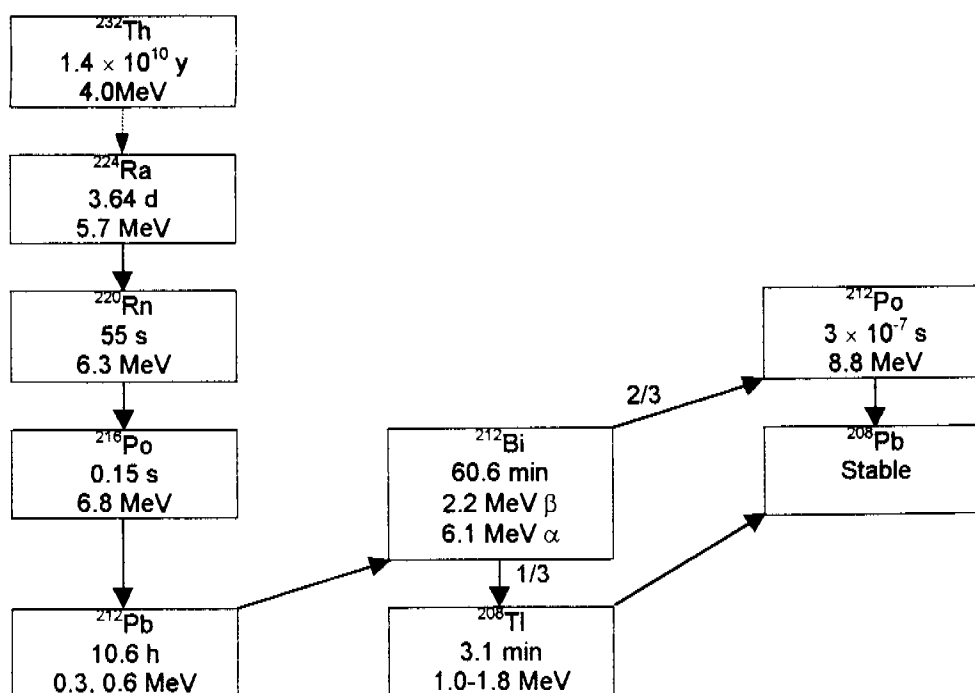 ²³²Th
1.4 × 10¹⁰ y
4.0MeV
²²⁴Ra
3.64 d
5.7 MeV
²²⁰Rn
55 s
6.3 MeV
²¹⁶Po
0.15 s
6.8 MeV
²¹²Pb
10.6 h
0.3, 0.6 MeV
²¹²Bi
60.6 min
2.2 MeV β
6.1 MeV α
2/3
1/3
²⁰⁸Tl
3.1 min
1.0-1.8 MeV
²¹²Po
3 × 10⁻⁷ s
8.8 MeV
²⁰⁸Pb
Stable